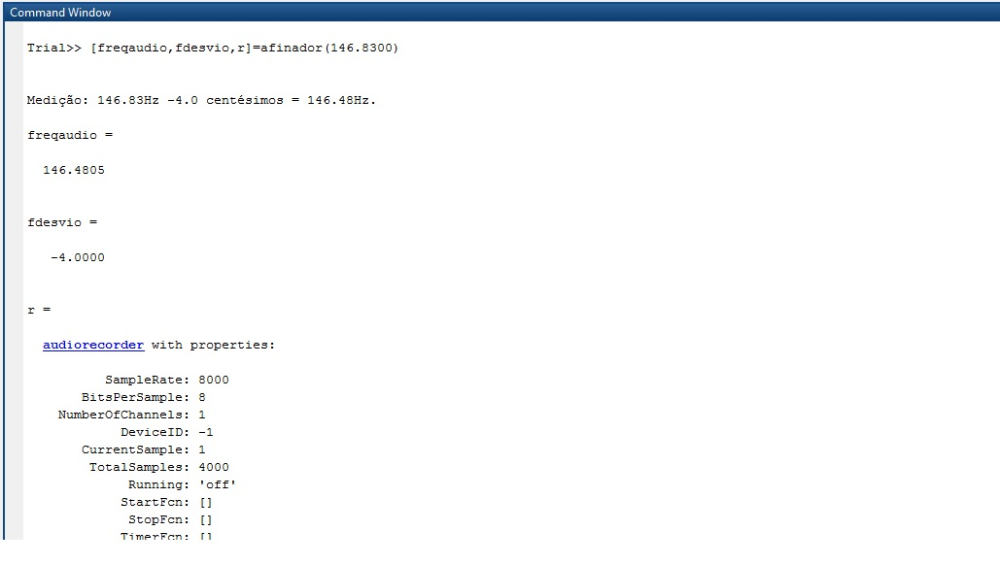 Command Window
Trial>> [freqaudio,fdesvio,r]=afinador(146.8300)
Medição: 146.83Hz -4.0 centésimos = 146.48Hz.
freqaudio =
146.4805
fdesvio =
-4.0000
r =
audiorecorder with properties:
SampleRate: 8000
BitsPerSample: 8
NumberOfChannels: 1
DeviceID: -1
CurrentSample: 1
TotalSamples: 4000
Running: 'off'
StartFcn: []
StopFcn: []
TimerFcn: []